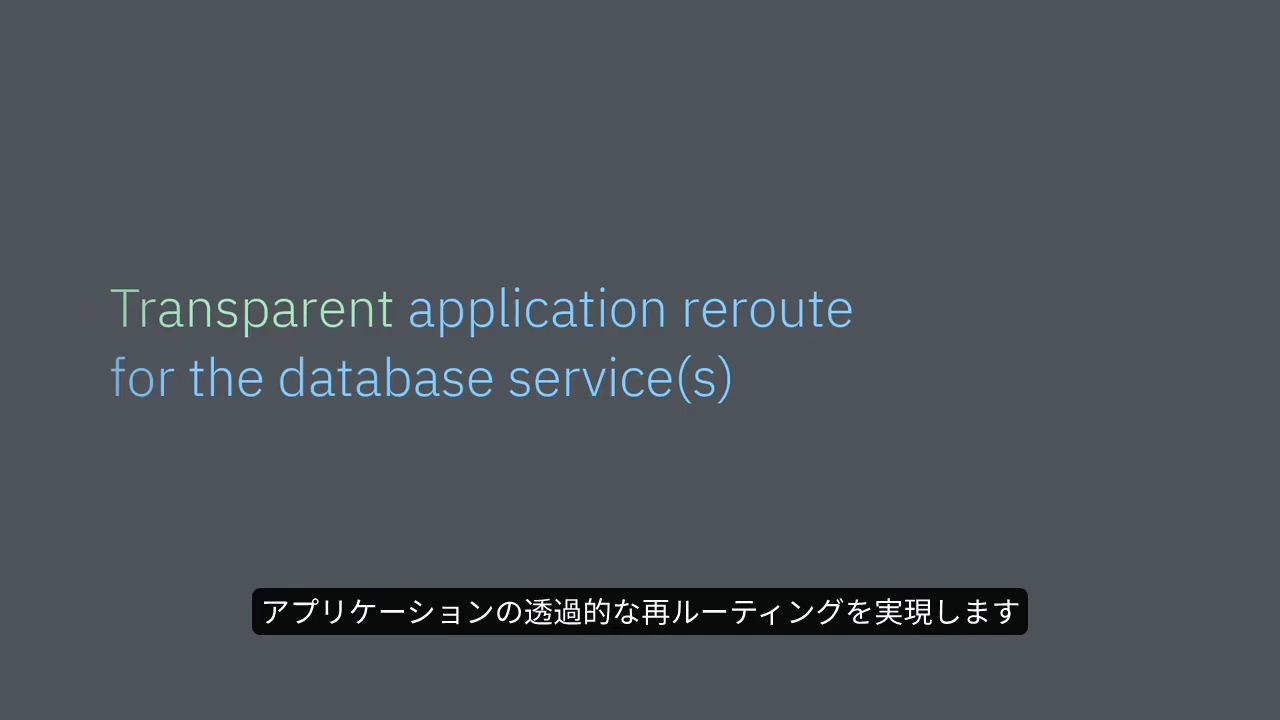 Transparent application reroute
for the database service(s)
アプリケーションの透過的な再ルーティングを実現します